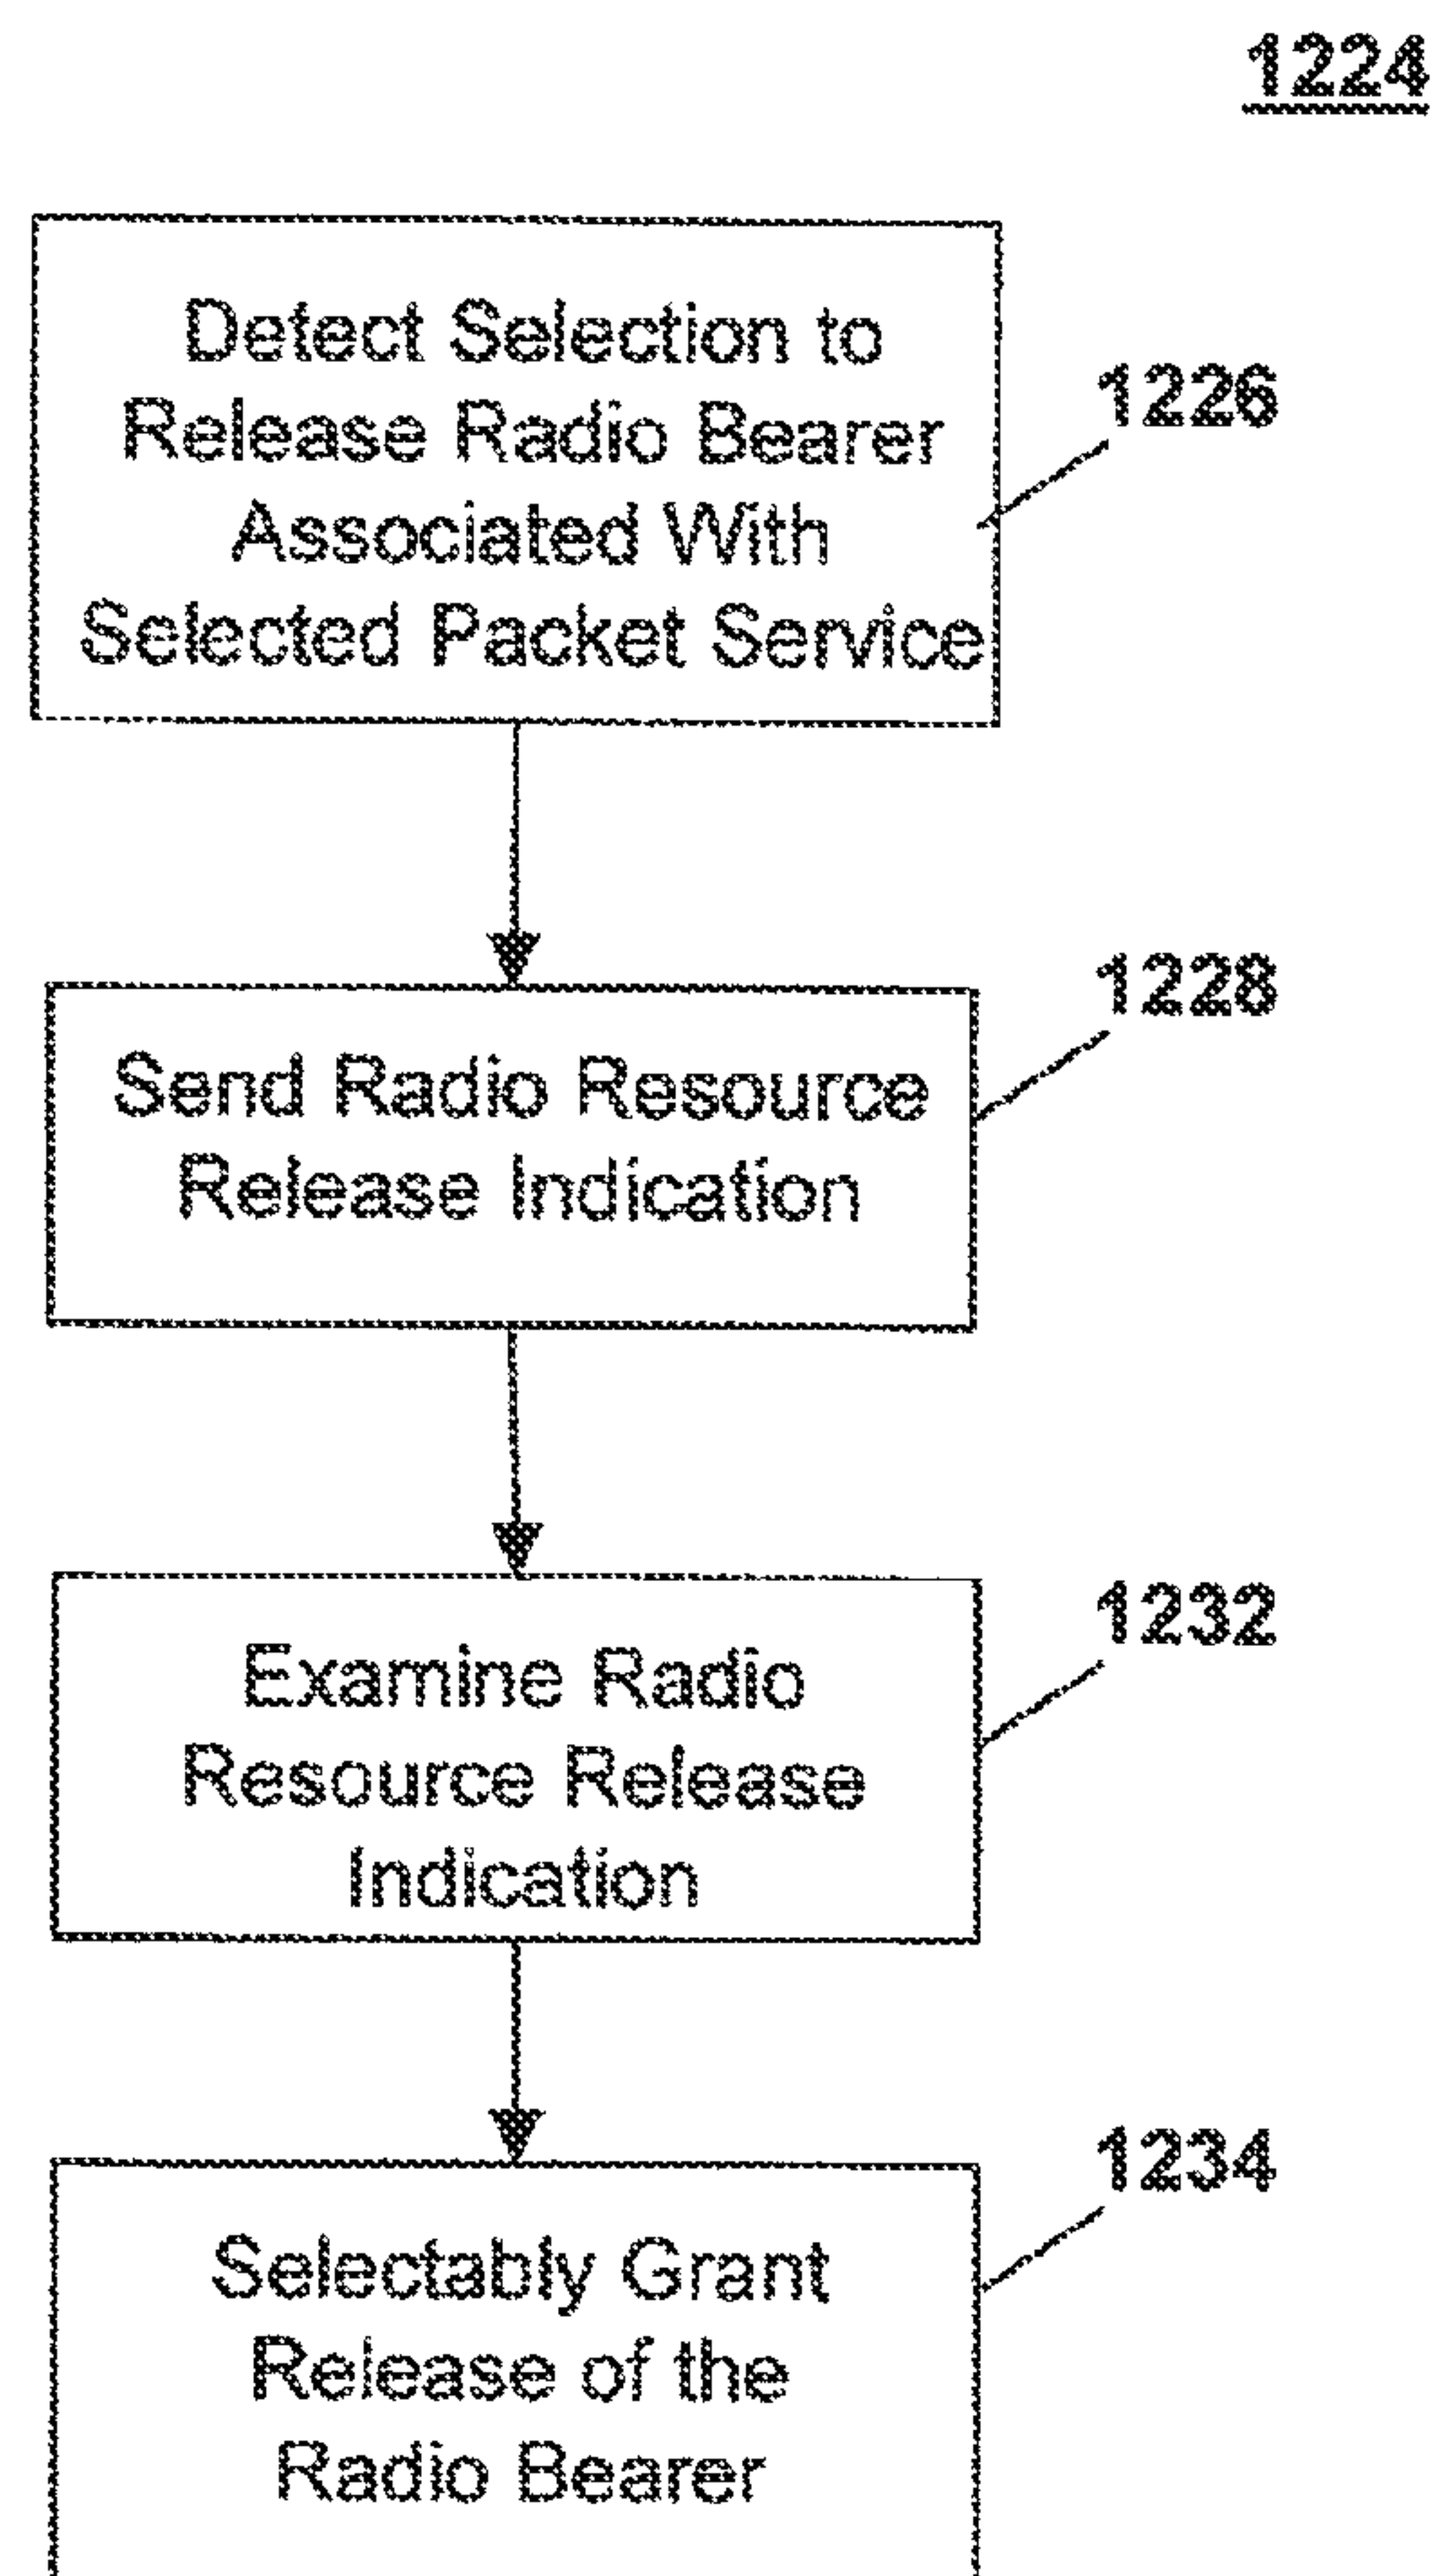 1224
Detect Selection to
Release Radio Bearer
Associated With
Selected Packet Service
1226
Send Radio Resource
Release Indication
1228
Examine Radio
Resource Release
Indication
1232
Selectably Grant
Release of the
Radio Bearer
1234